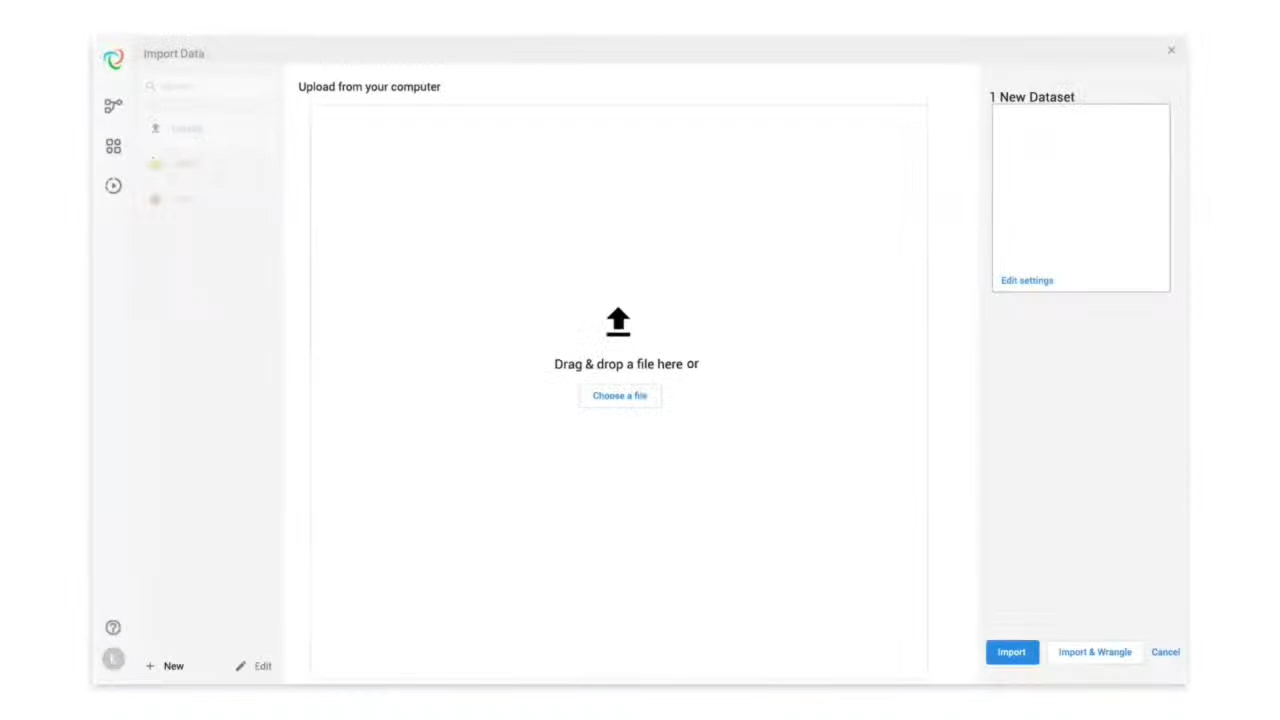 Import Data
Upload from your computer
1 New Dataset
Edit settings
Drag & drop a file here or
Choose a file
+ New
Edit
Import
Import & Wrangle
Cancel